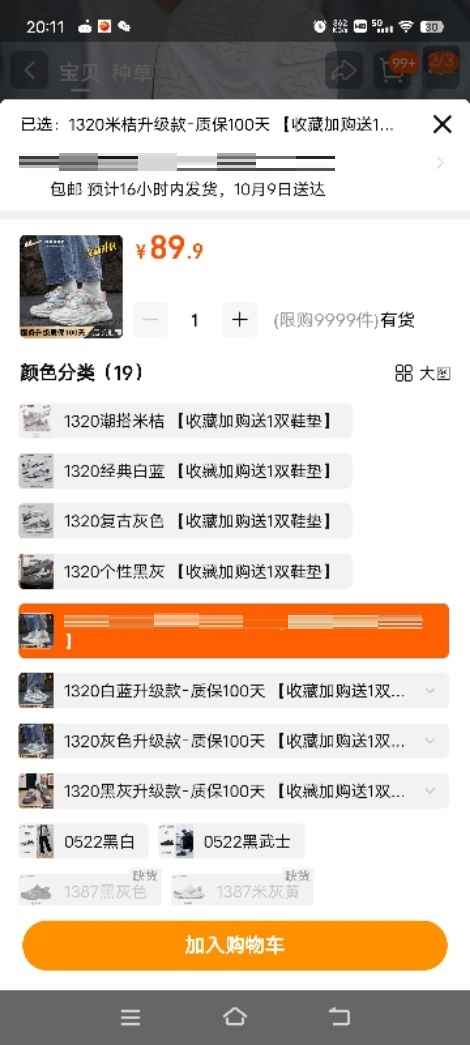 20:11
362 K/s HD 5G 30
宝贝 种草
99+
2/3
已选：1320米桔升级款-质保100天 【收藏加购送1...
包邮 预计16小时内发货，10月9日送达
¥89.9
1
(限购9999件)有货
颜色分类（19）
大图
1320潮搭米桔 【收藏加购送1双鞋垫】
1320经典白蓝 【收藏加购送1双鞋垫】
1320复古灰色 【收藏加购送1双鞋垫】
1320个性黑灰 【收藏加购送1双鞋垫】
】
1320白蓝升级款-质保100天 【收藏加购送1双...
1320灰色升级款-质保100天 【收藏加购送1双...
1320黑灰升级款-质保100天 【收藏加购送1双...
0522黑白
0522黑武士
缺货
缺货
1387黑灰色
1387米灰黄
加入购物车